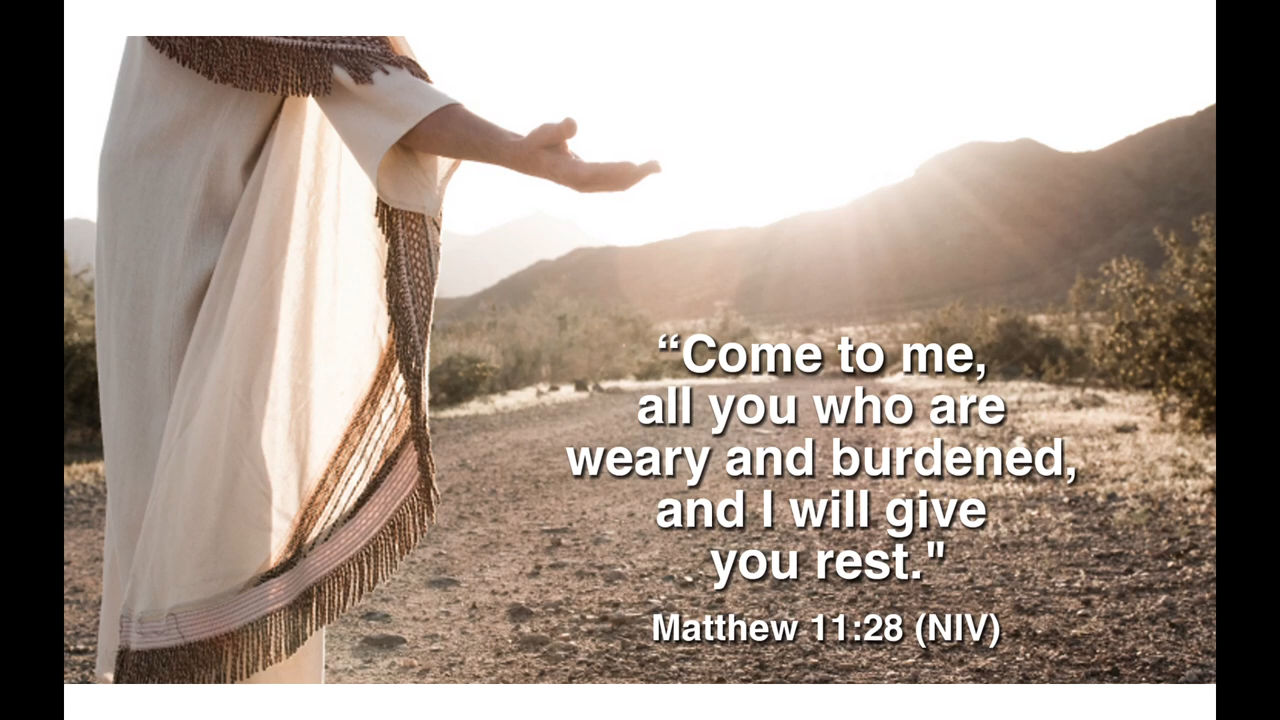 “Come to me,
all you who are
weary and burdened,
and I will give
you rest."
Matthew 11:28 (NIV)